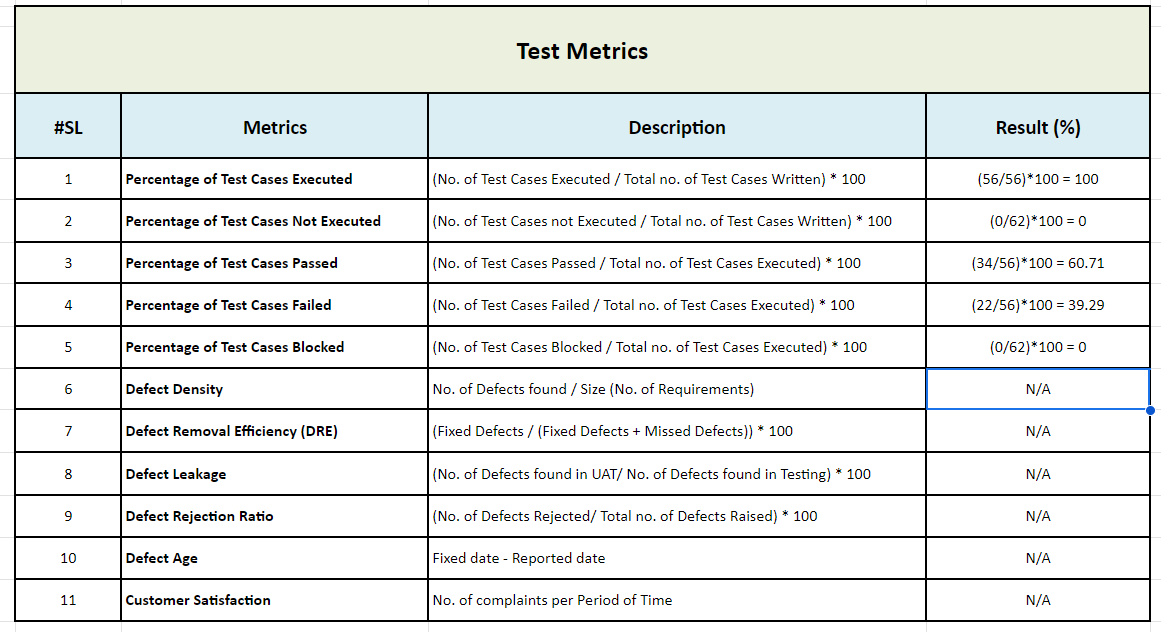 Test Metrics
#SL Metrics Description Result (%)
1 Percentage of Test Cases Executed (No. of Test Cases Executed / Total no. of Test Cases Written) * 100 (56/56)*100 = 100
2 Percentage of Test Cases Not Executed (No. of Test Cases not Executed / Total no. of Test Cases Written) * 100 (0/62)*100 = 0
3 Percentage of Test Cases Passed (No. of Test Cases Passed / Total no. of Test Cases Executed) * 100 (34/56)*100 = 60.71
4 Percentage of Test Cases Failed (No. of Test Cases Failed / Total no. of Test Cases Executed) * 100 (22/56)*100 = 39.29
5 Percentage of Test Cases Blocked (No. of Test Cases Blocked / Total no. of Test Cases Executed) * 100 (0/62)*100 = 0
6 Defect Density No. of Defects found / Size (No. of Requirements) N/A
7 Defect Removal Efficiency (DRE) (Fixed Defects / (Fixed Defects + Missed Defects)) * 100 N/A
8 Defect Leakage (No. of Defects found in UAT/ No. of Defects found in Testing) * 100 N/A
9 Defect Rejection Ratio (No. of Defects Rejected/ Total no. of Defects Raised) * 100 N/A
10 Defect Age Fixed date - Reported date N/A
11 Customer Satisfaction No. of complaints per Period of Time N/A